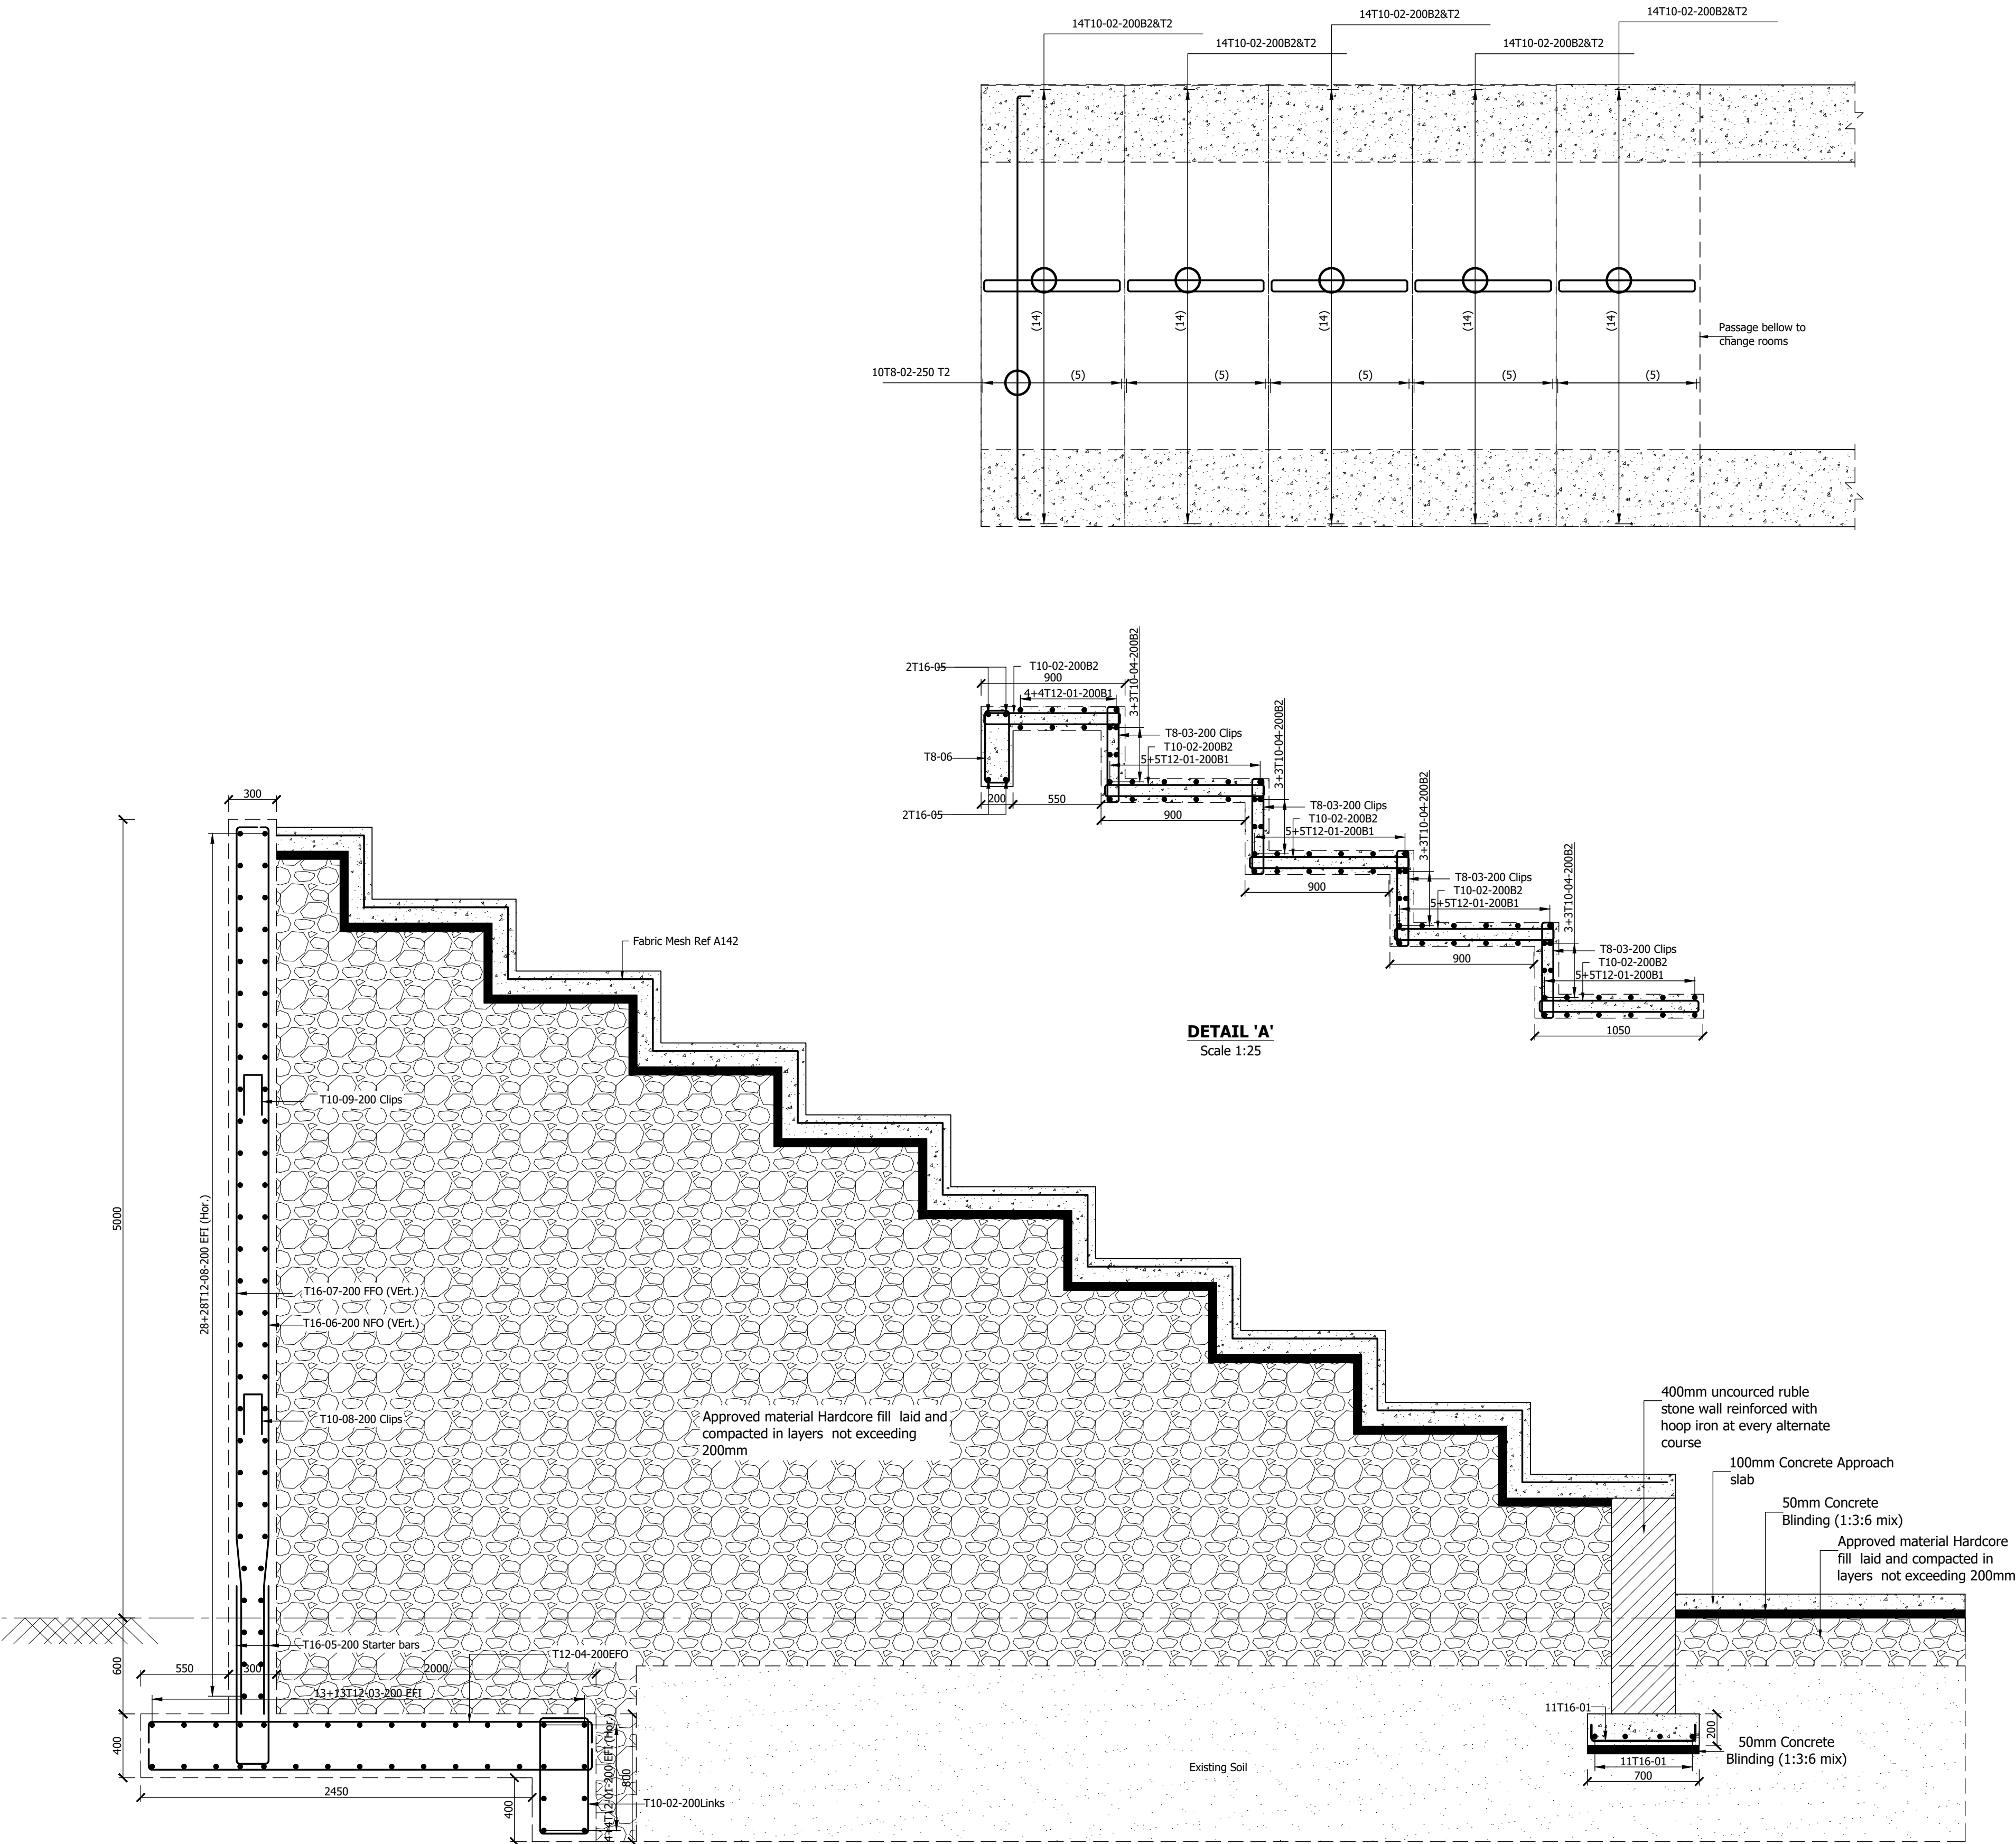 14T10-02-200B2&T2
14T10-02-200B2&T2
14T10-02-200B2&T2
14T10-02-200B2&T2
14T10-02-200B2&T2
(14)
(14)
(14)
(14)
(14)
Passage bellow to
change rooms
10T8-02-250 T2
(5)
(5)
(5)
(5)
(5)
2T16-05
T10-02-200B2
900
4+4T12-01-200B1
3+3T10-04-200B2
T8-03-200 Clips
T10-02-200B2
5+5T12-01-200B1
T8-06
200
550
2T16-05
900
3+3T10-04-200B2
T8-03-200 Clips
T10-02-200B2
5+5T12-01-200B1
900
3+3T10-04-200B2
T8-03-200 Clips
T10-02-200B2
5+5T12-01-200B1
900
3+3T10-04-200B2
T8-03-200 Clips
T10-02-200B2
5+5T12-01-200B1
1050
DETAIL 'A'
Scale 1:25
300
Fabric Mesh Ref A142
T10-09-200 Clips
5000
28+28T12-08-200 EFI (Hor.)
T16-07-200 FFO (VErt.)
T16-06-200 NFO (VErt.)
T10-08-200 Clips
Approved material Hardcore fill laid and
compacted in layers not exceeding
200mm
400mm uncourced ruble
stone wall reinforced with
hoop iron at every alternate
course
100mm Concrete Approach
slab
50mm Concrete
Blinding (1:3:6 mix)
Approved material Hardcore
fill laid and compacted in
layers not exceeding 200mm
T16-05-200 Starter bars
T12-04-200EFO
600
550
300
2000
13+13T12-03-200 EFI
400
2450
400
4+4T12-01-200 EFI (Hor.)
800
T10-02-200Links
Existing Soil
11T16-01
200
50mm Concrete
Blinding (1:3:6 mix)
11T16-01
700